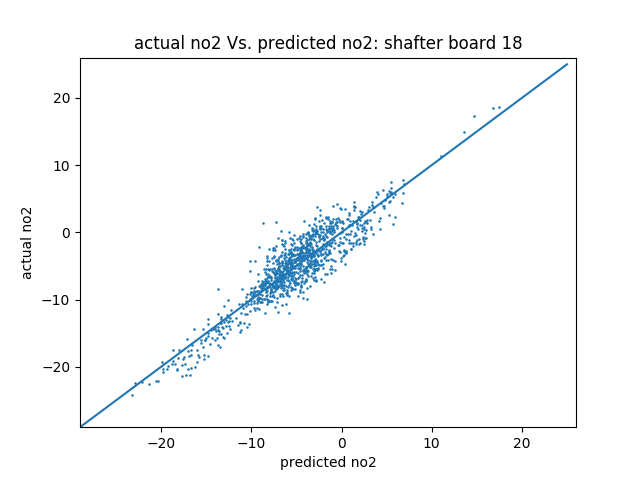 actual no2 Vs. predicted no2: shafter board 18
20
10
0
−10
−20
actual no2
−20 −10 0 10 20
predicted no2